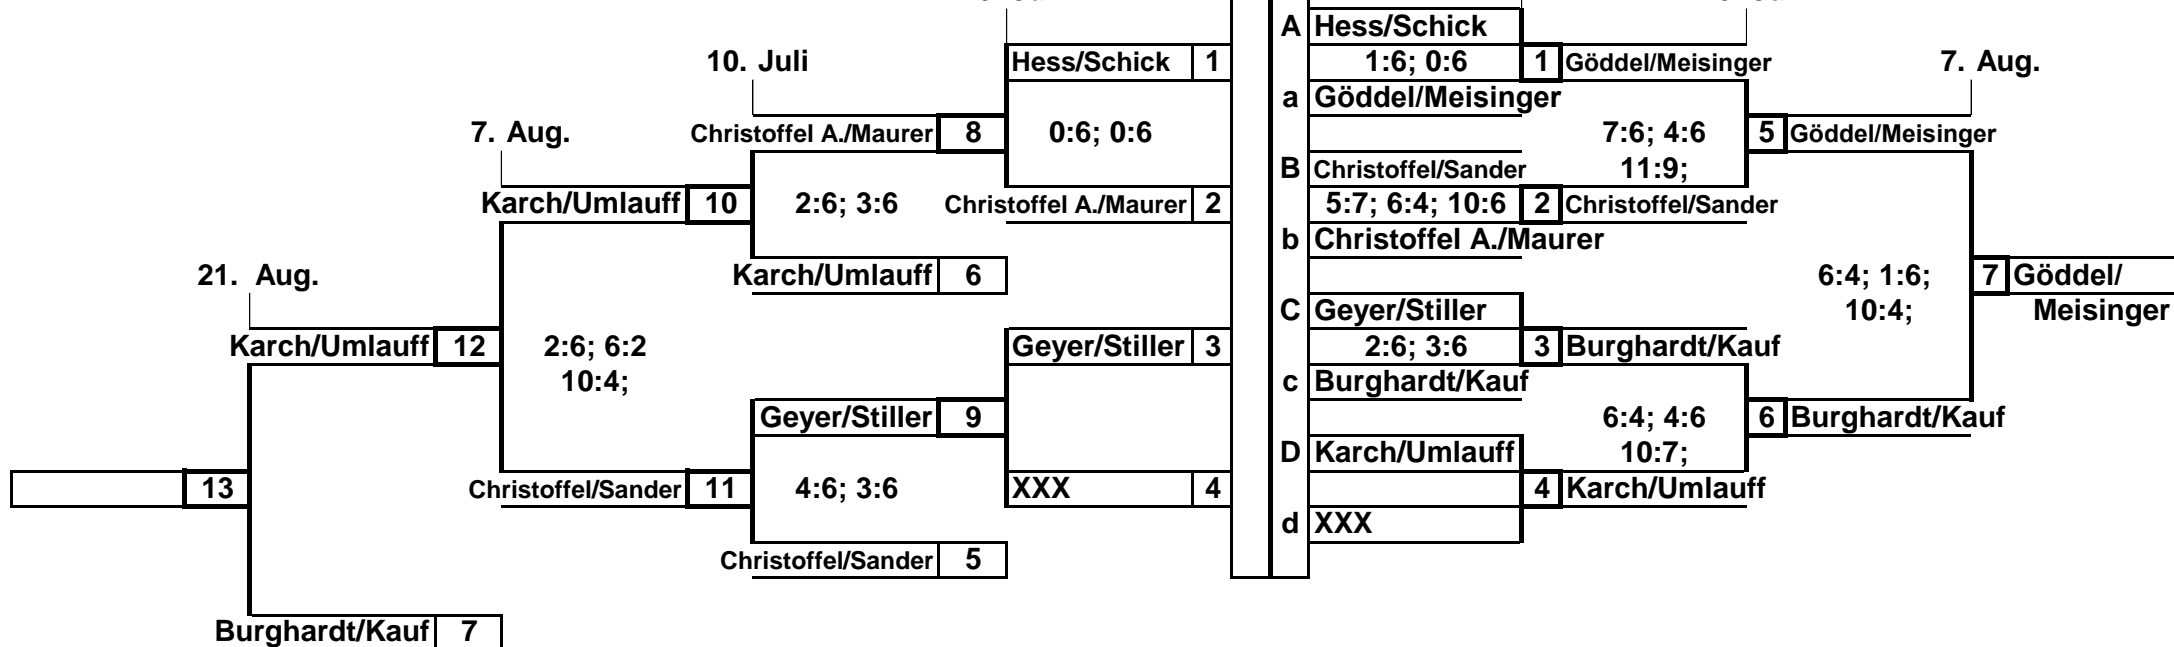 A Hess/Schick
10. Juli Hess/Schick 1 1:6; 0:6 1 Göddel/Meisinger 7. Aug.
a Göddel/Meisinger
7. Aug. Christoffel A./Maurer 8 0:6; 0:6 7:6; 4:6 5 Göddel/Meisinger
B Christoffel/Sander 11:9;
Karch/Umlauff 10 2:6; 3:6 Christoffel A./Maurer 2 5:7; 6:4; 10:6 2 Christoffel/Sander
b Christoffel A./Maurer
21. Aug. Karch/Umlauff 6 6:4; 1:6; 7 Göddel/
C Geyer/Stiller 10:4; Meisinger
Karch/Umlauff 12 2:6; 6:2 Geyer/Stiller 3 2:6; 3:6 3 Burghardt/Kauf
10:4; c Burghardt/Kauf
Geyer/Stiller 9 6:4; 4:6 6 Burghardt/Kauf
D Karch/Umlauff 10:7;
13 Christoffel/Sander 11 4:6; 3:6 XXX 4 4 Karch/Umlauff
d XXX
Christoffel/Sander 5
Burghardt/Kauf 7